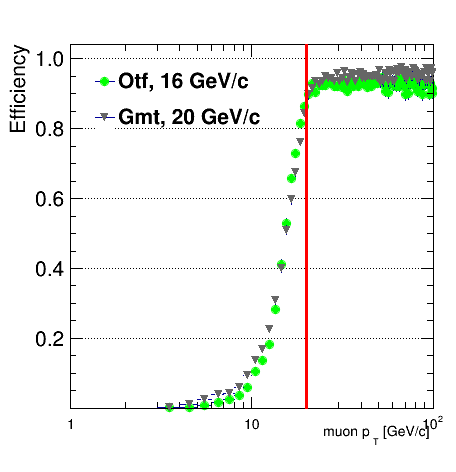 Efficiency
1.0
0.8
0.6
0.4
0.2
Otf, 16 GeV/c
Gmt, 20 GeV/c
1 10 10²
muon p_T [GeV/c]